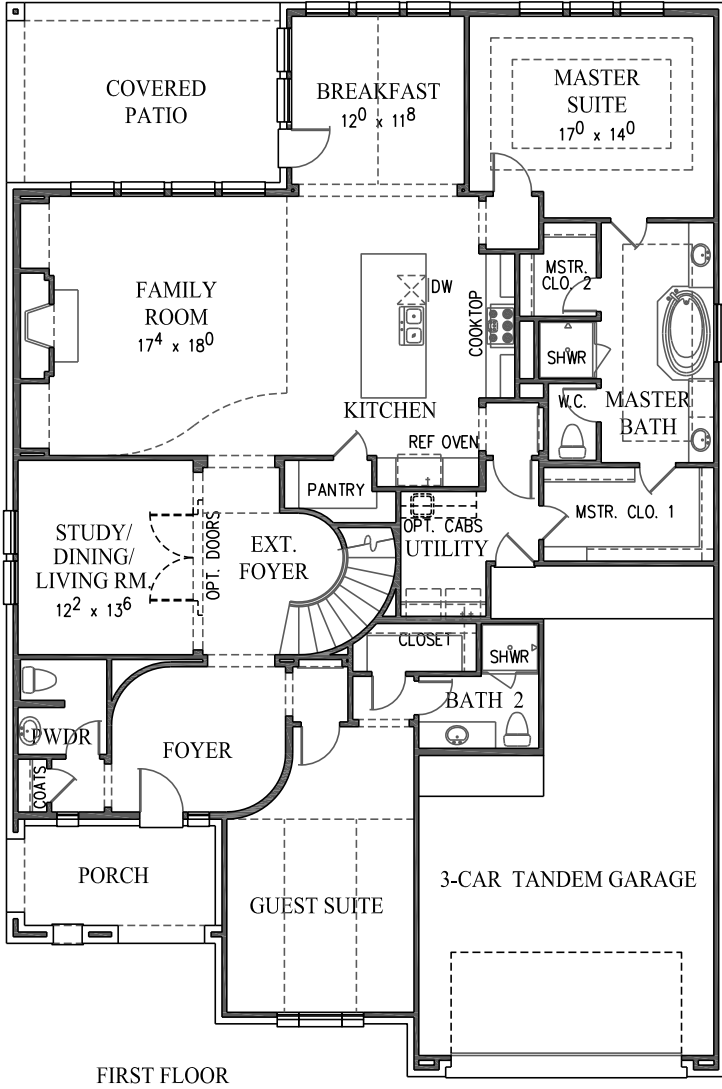 COVERED
PATIO
BREAKFAST
12⁰ x 11⁸
MASTER
SUITE
17⁰ x 14⁰
FAMILY
ROOM
17⁴ x 18⁰
DW
COOKTOP
KITCHEN
MSTR.
CLO. 2
SHWR
W.C.
MASTER
BATH
REF OVEN
PANTRY
MSTR. CLO. 1
OPT. CABS
UTILITY
STUDY/
DINING/
LIVING RM.
12² x 13⁶
OPT. DOORS
EXT.
FOYER
CLOSET
SHWR
BATH 2
PWDR
FOYER
COATS
PORCH
GUEST SUITE
3-CAR TANDEM GARAGE
FIRST FLOOR